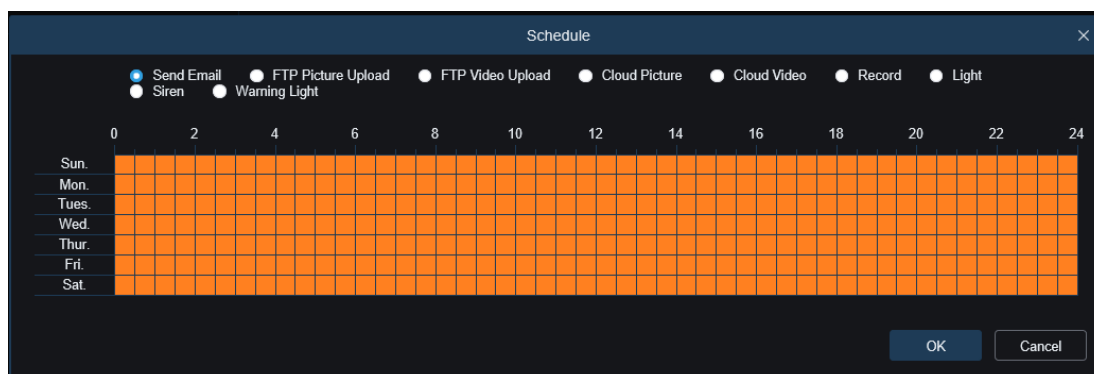 Schedule
Send Email FTP Picture Upload FTP Video Upload Cloud Picture Cloud Video Record Light
Siren Warning Light
0 2 4 6 8 10 12 14 16 18 20 22 24
Sun.
Mon.
Tues.
Wed.
Thur.
Fri.
Sat.
OK Cancel